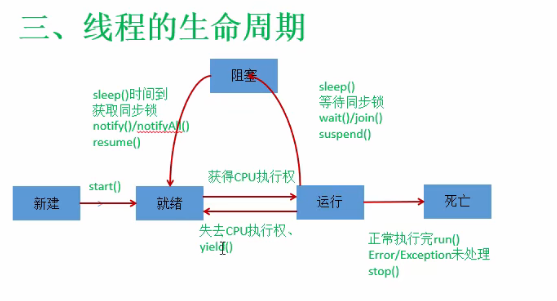 三、线程的生命周期
阻塞
sleep()时间到
获取同步锁
notify()/notifyAll()
resume()
sleep()
等待同步锁
wait()/join()
suspend()
start()
获得CPU执行权
新建
就绪
运行
死亡
失去CPU执行权、
yield()
正常执行完run()
Error/Exception未处理
stop()